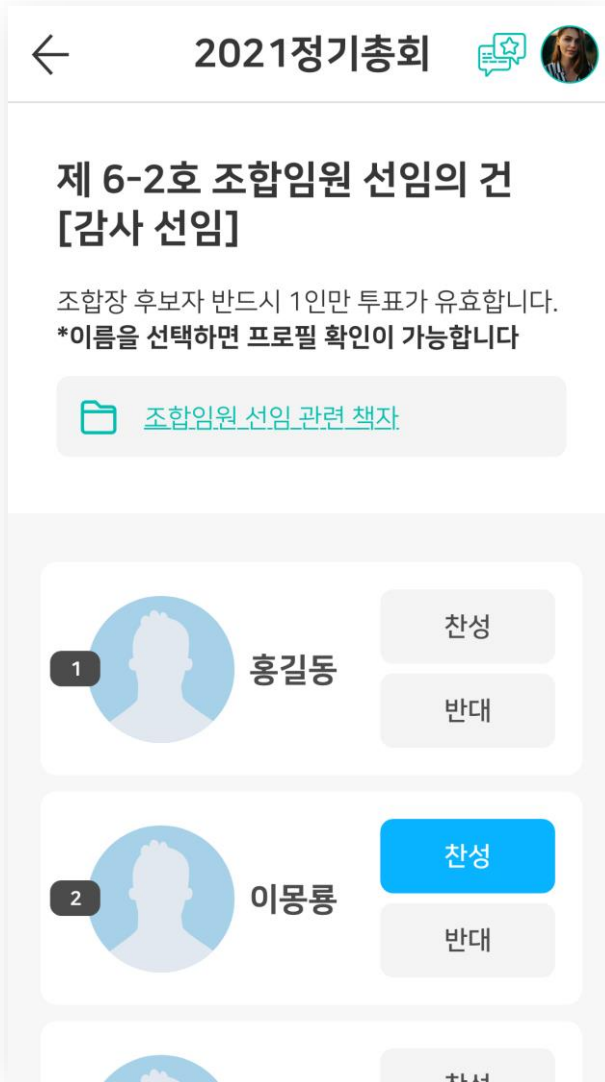 2021정기총회
제 6-2호 조합임원 선임의 건
[감사 선임]
조합장 후보자 반드시 1인만 투표가 유효합니다.
*이름을 선택하면 프로필 확인이 가능합니다
조합임원 선임 관련 책자
1
홍길동
찬성
반대
2
이몽룡
찬성
반대